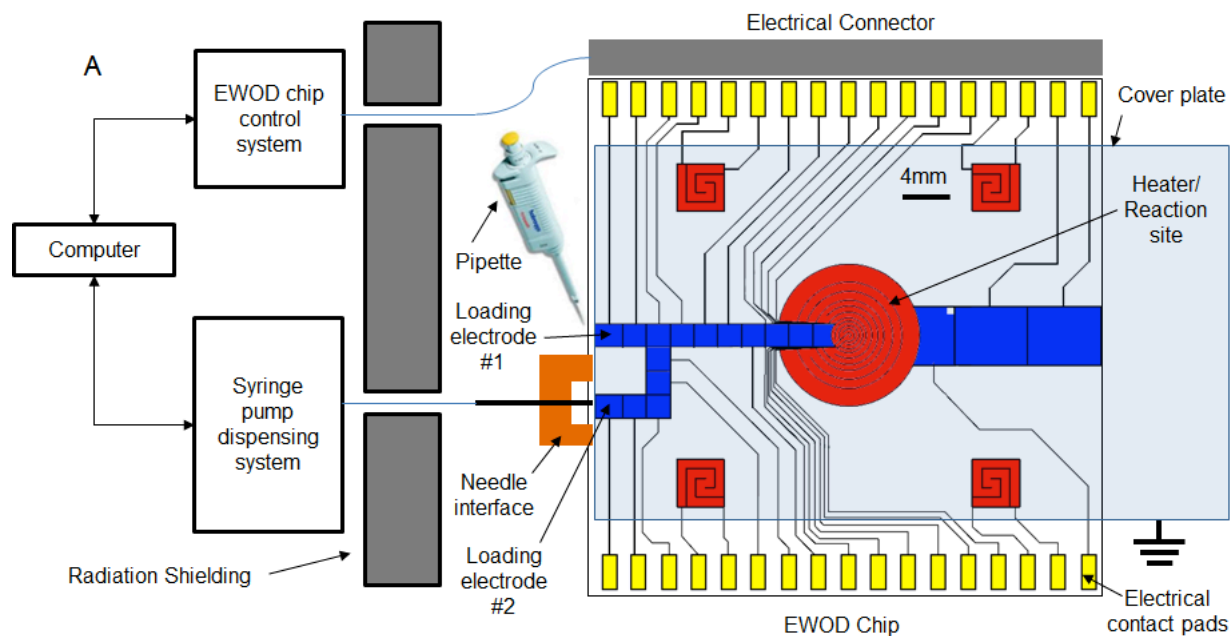 A
Electrical Connector
EWOD chip
control
system
Cover plate
4mm
Heater/
Reaction
site
Computer
Pipette
Loading
electrode
#1
Syringe
pump
dispensing
system
Needle
interface
Radiation Shielding
Loading
electrode
#2
EWOD Chip
Electrical
contact pads